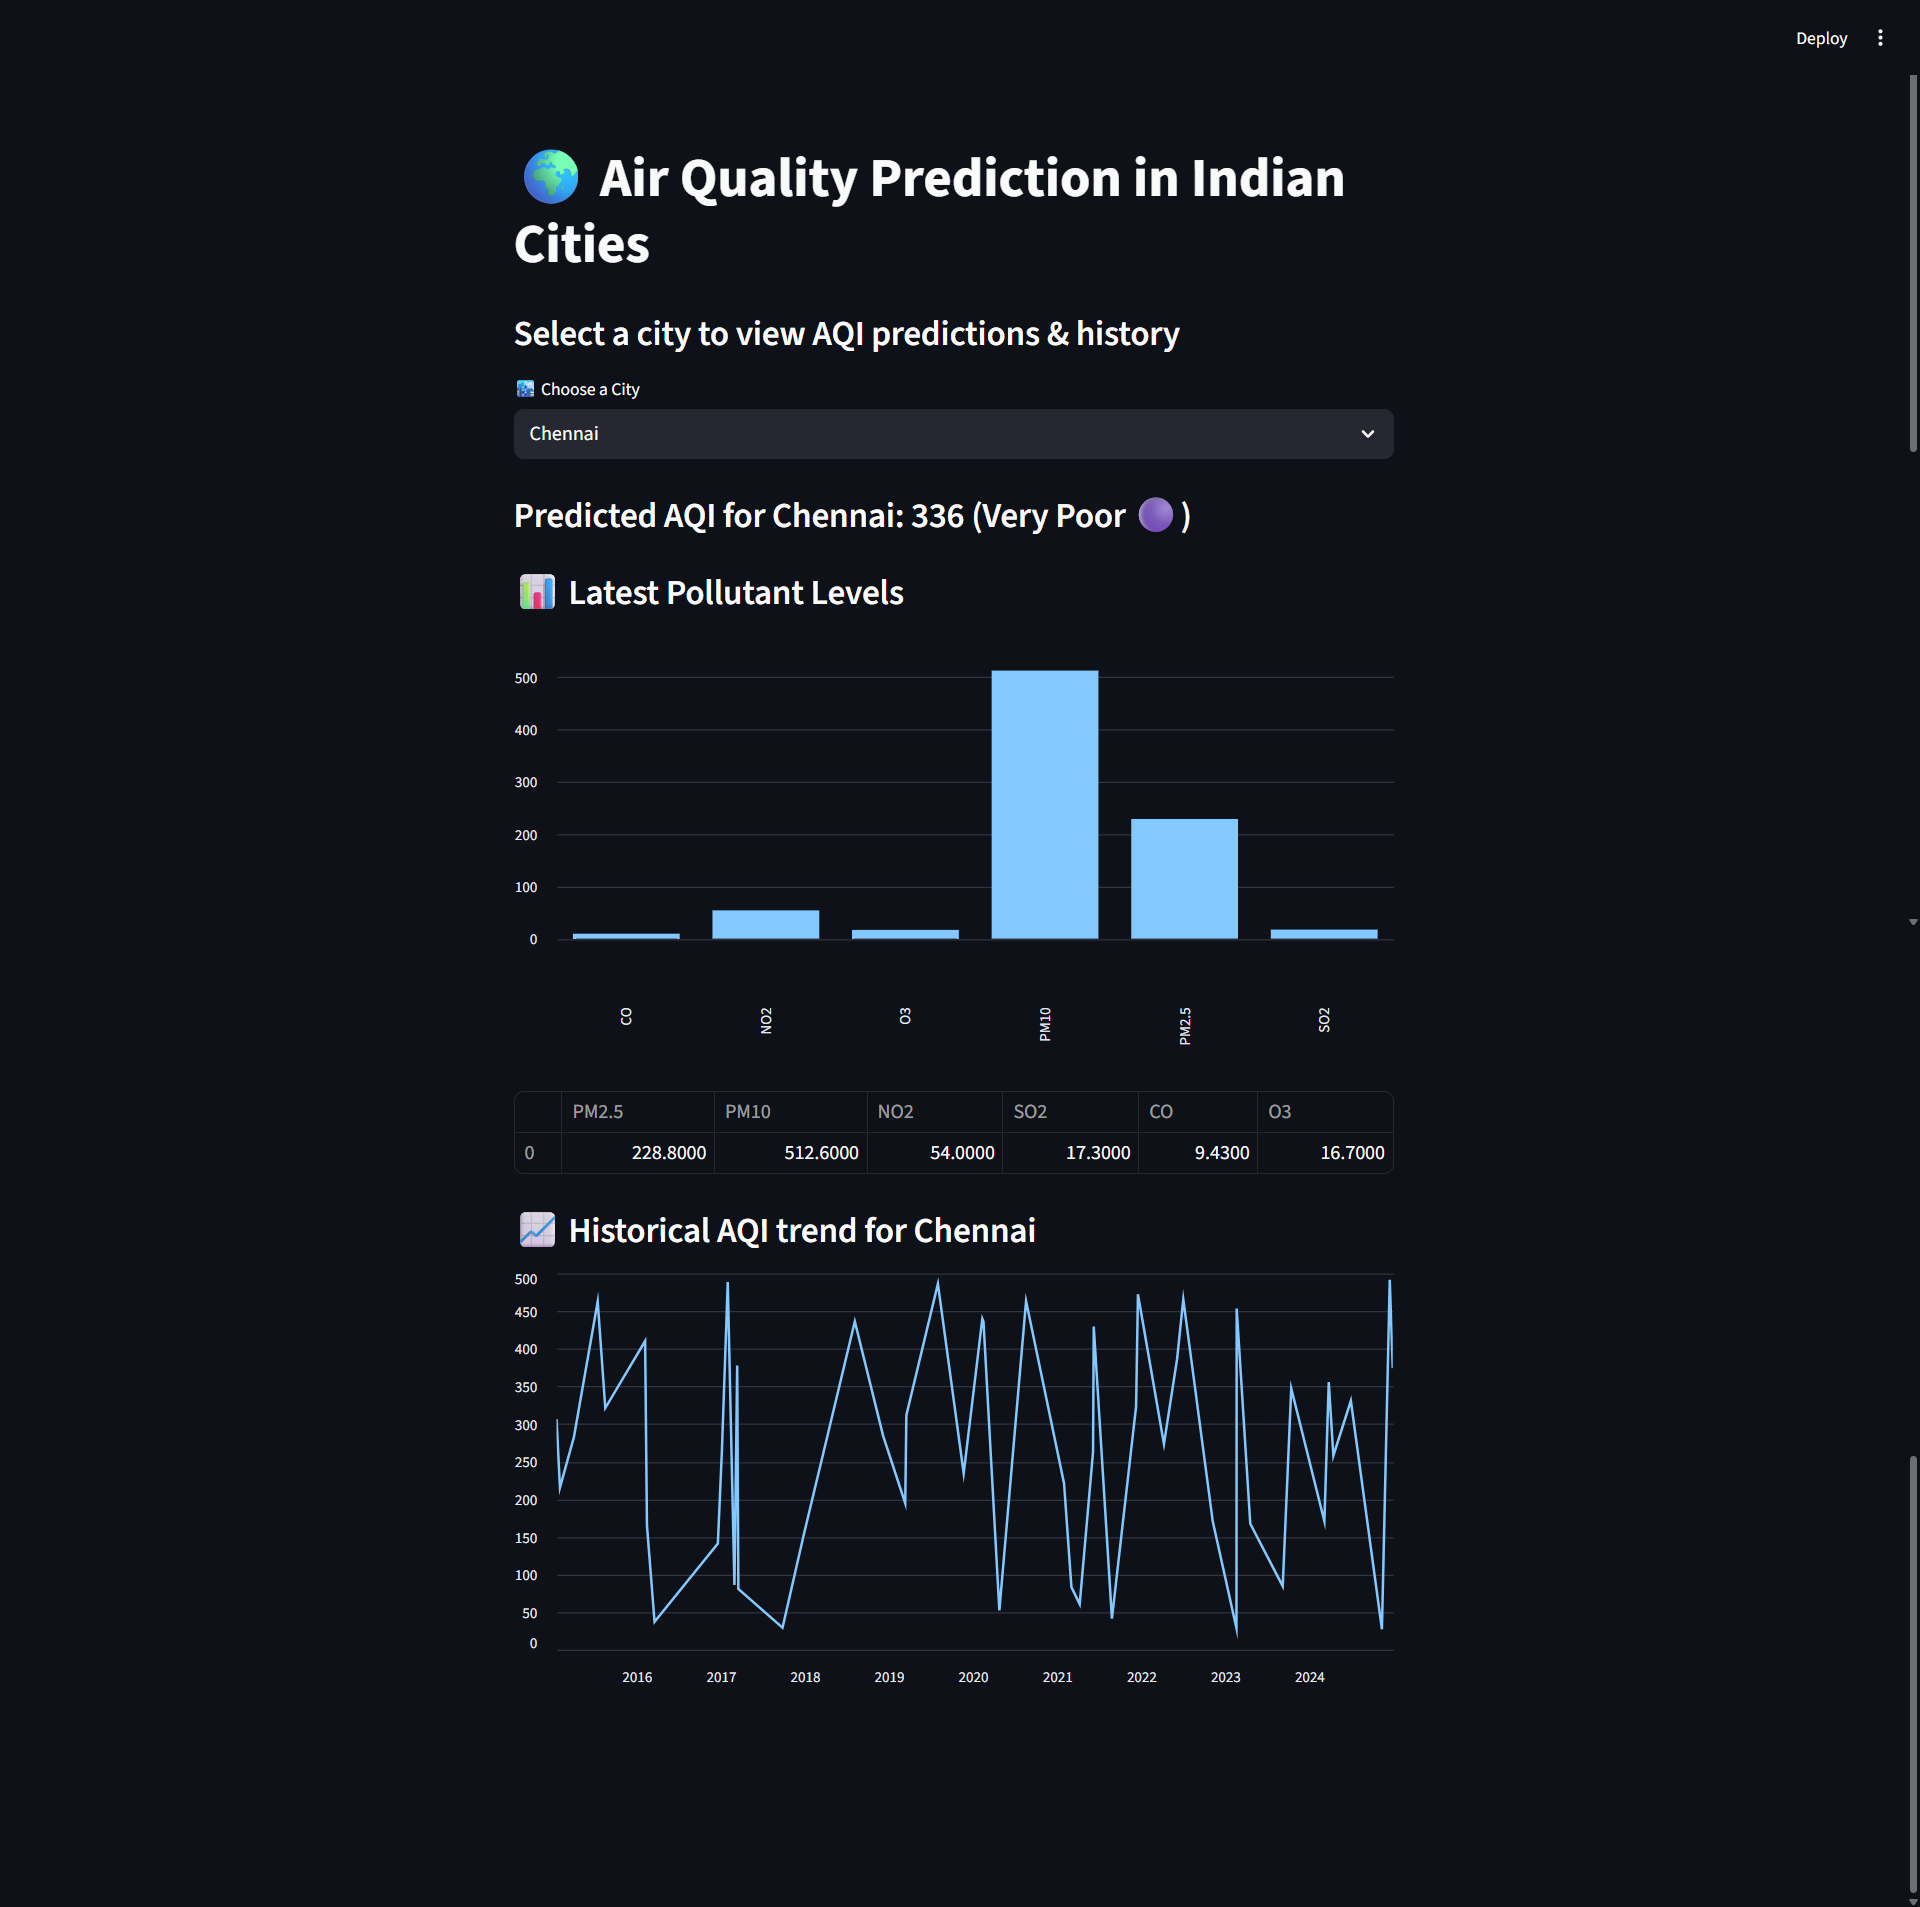 Deploy
Air Quality Prediction in Indian
Cities
Select a city to view AQI predictions & history
Choose a City
Chennai
Predicted AQI for Chennai: 336 (Very Poor 🟣 )
Latest Pollutant Levels
500
400
300
200
100
0
CO NO2 O3 PM10 PM2.5 SO2
PM2.5 PM10 NO2 SO2 CO O3
0 228.8000 512.6000 54.0000 17.3000 9.4300 16.7000
Historical AQI trend for Chennai
500
450
400
350
300
250
200
150
100
50
0
2016 2017 2018 2019 2020 2021 2022 2023 2024